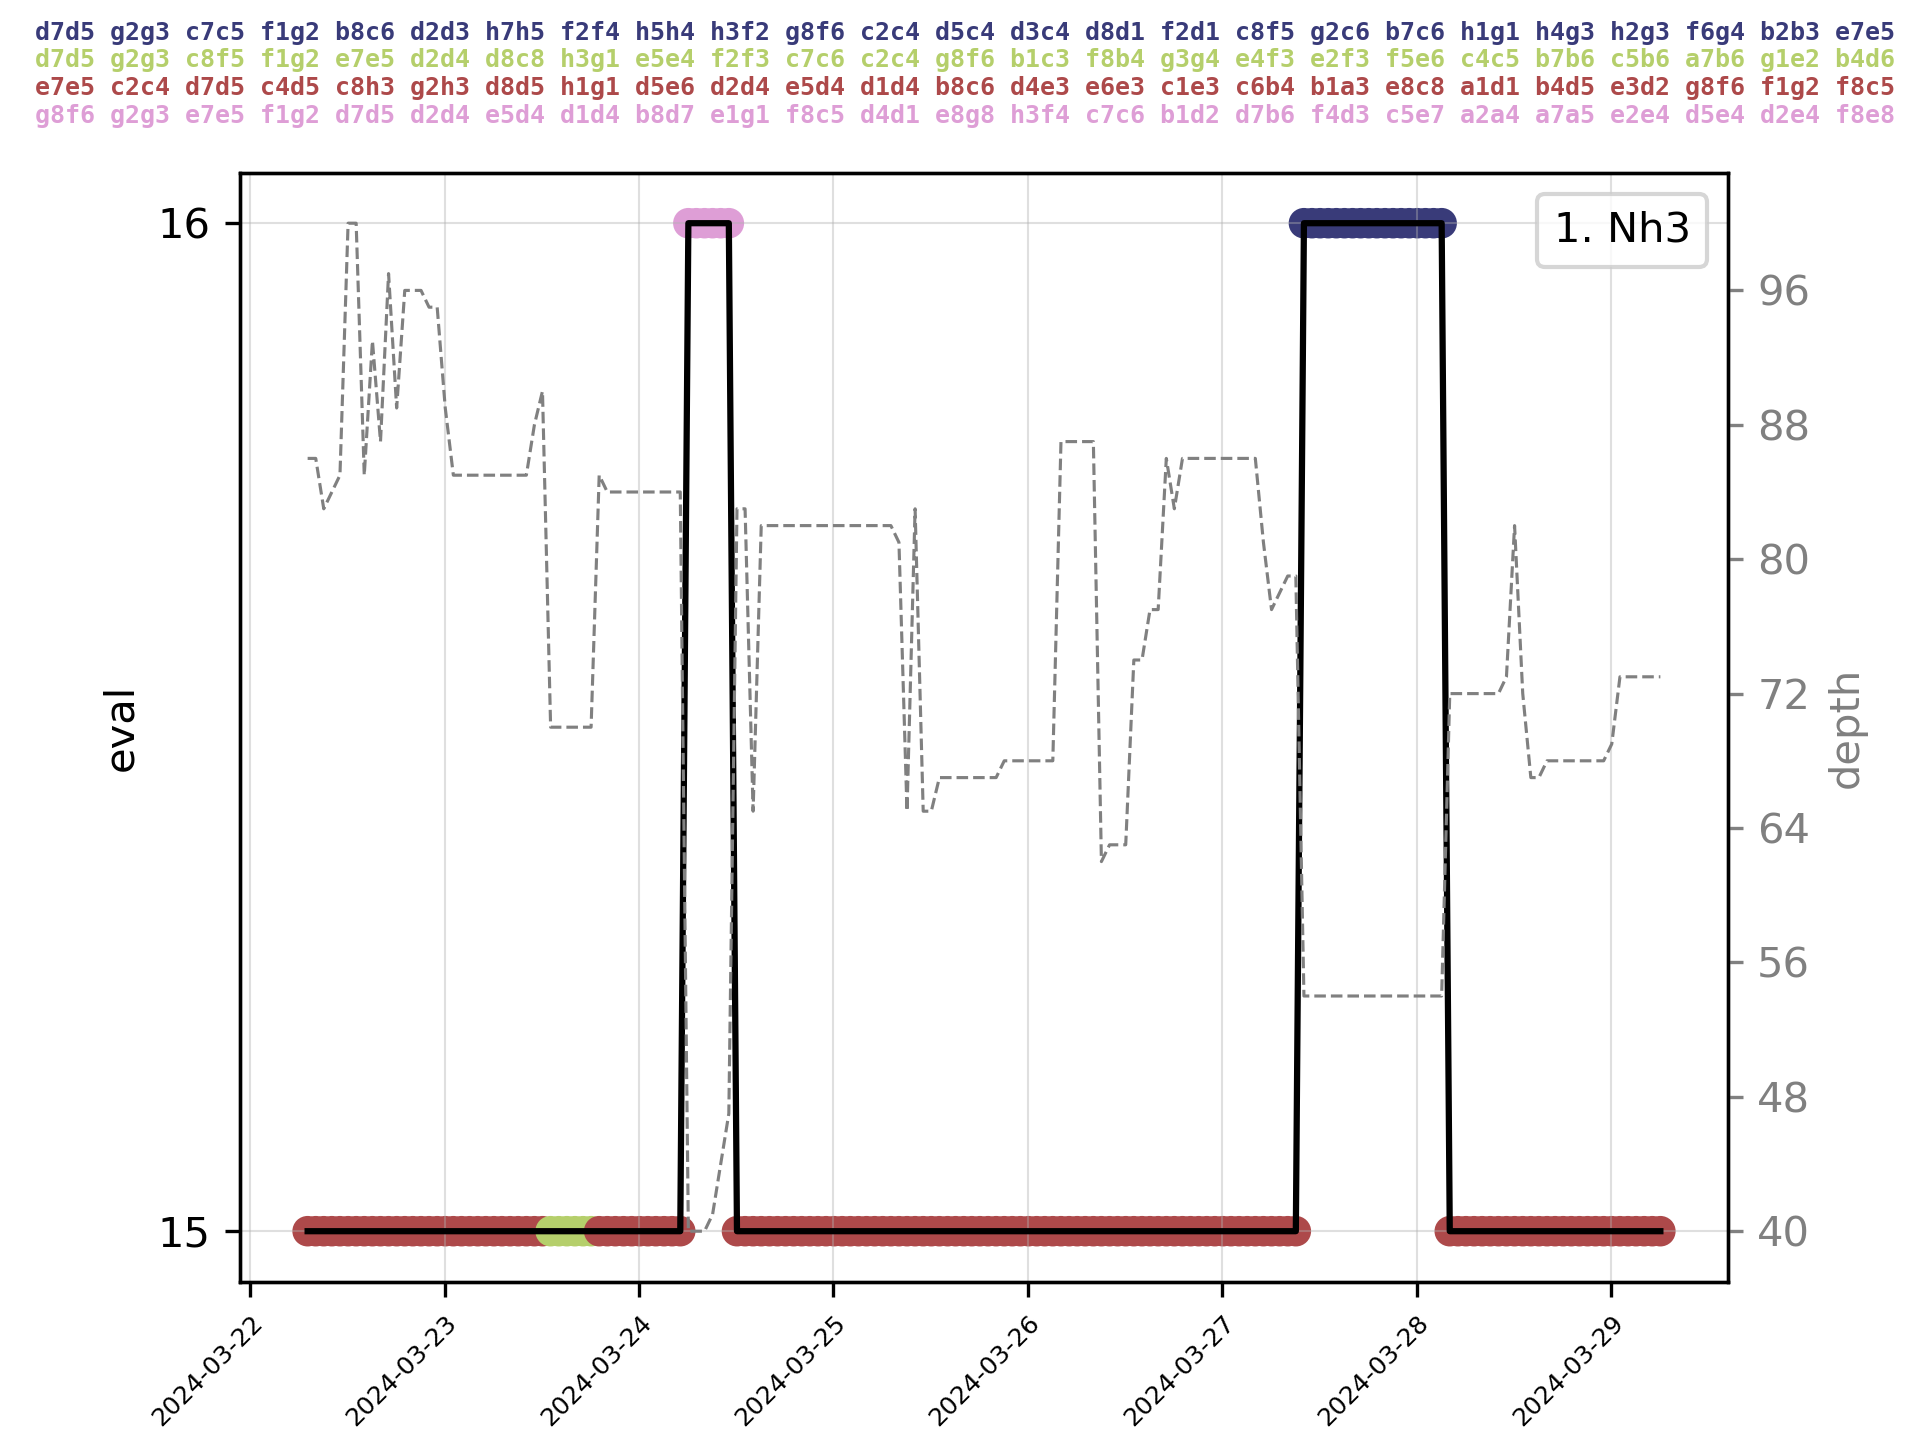 d7d5 g2g3 c7c5 f1g2 b8c6 d2d3 h7h5 f2f4 h5h4 h3f2 g8f6 c2c4 d5c4 d3c4 d8d1 f2d1 c8f5 g2c6 b7c6 h1g1 h4g3 h2g3 f6g4 b2b3 e7e5
d7d5 g2g3 c8f5 f1g2 e7e5 d2d4 d8c8 h3g1 e5e4 f2f3 c7c6 c2c4 g8f6 b1c3 f8b4 g3g4 e4f3 e2f3 f5e6 c4c5 b7b6 c5b6 a7b6 g1e2 b4d6
e7e5 c2c4 d7d5 c4d5 c8h3 g2h3 d8d5 h1g1 d5e6 d2d4 e5d4 d1d4 b8c6 d4e3 e6e3 c1e3 c6b4 b1a3 e8c8 a1d1 b4d5 e3d2 g8f6 f1g2 f8c5
g8f6 g2g3 e7e5 f1g2 d7d5 d2d4 e5d4 d1d4 b8d7 e1g1 f8c5 d4d1 e8g8 h3f4 c7c6 b1d2 d7b6 f4d3 c5e7 a2a4 a7a5 e2e4 d5e4 d2e4 f8e8
1. Nh3
16
15
eval
96
88
80
72
64
56
48
40
depth
2024-03-22
2024-03-23
2024-03-24
2024-03-25
2024-03-26
2024-03-27
2024-03-28
2024-03-29